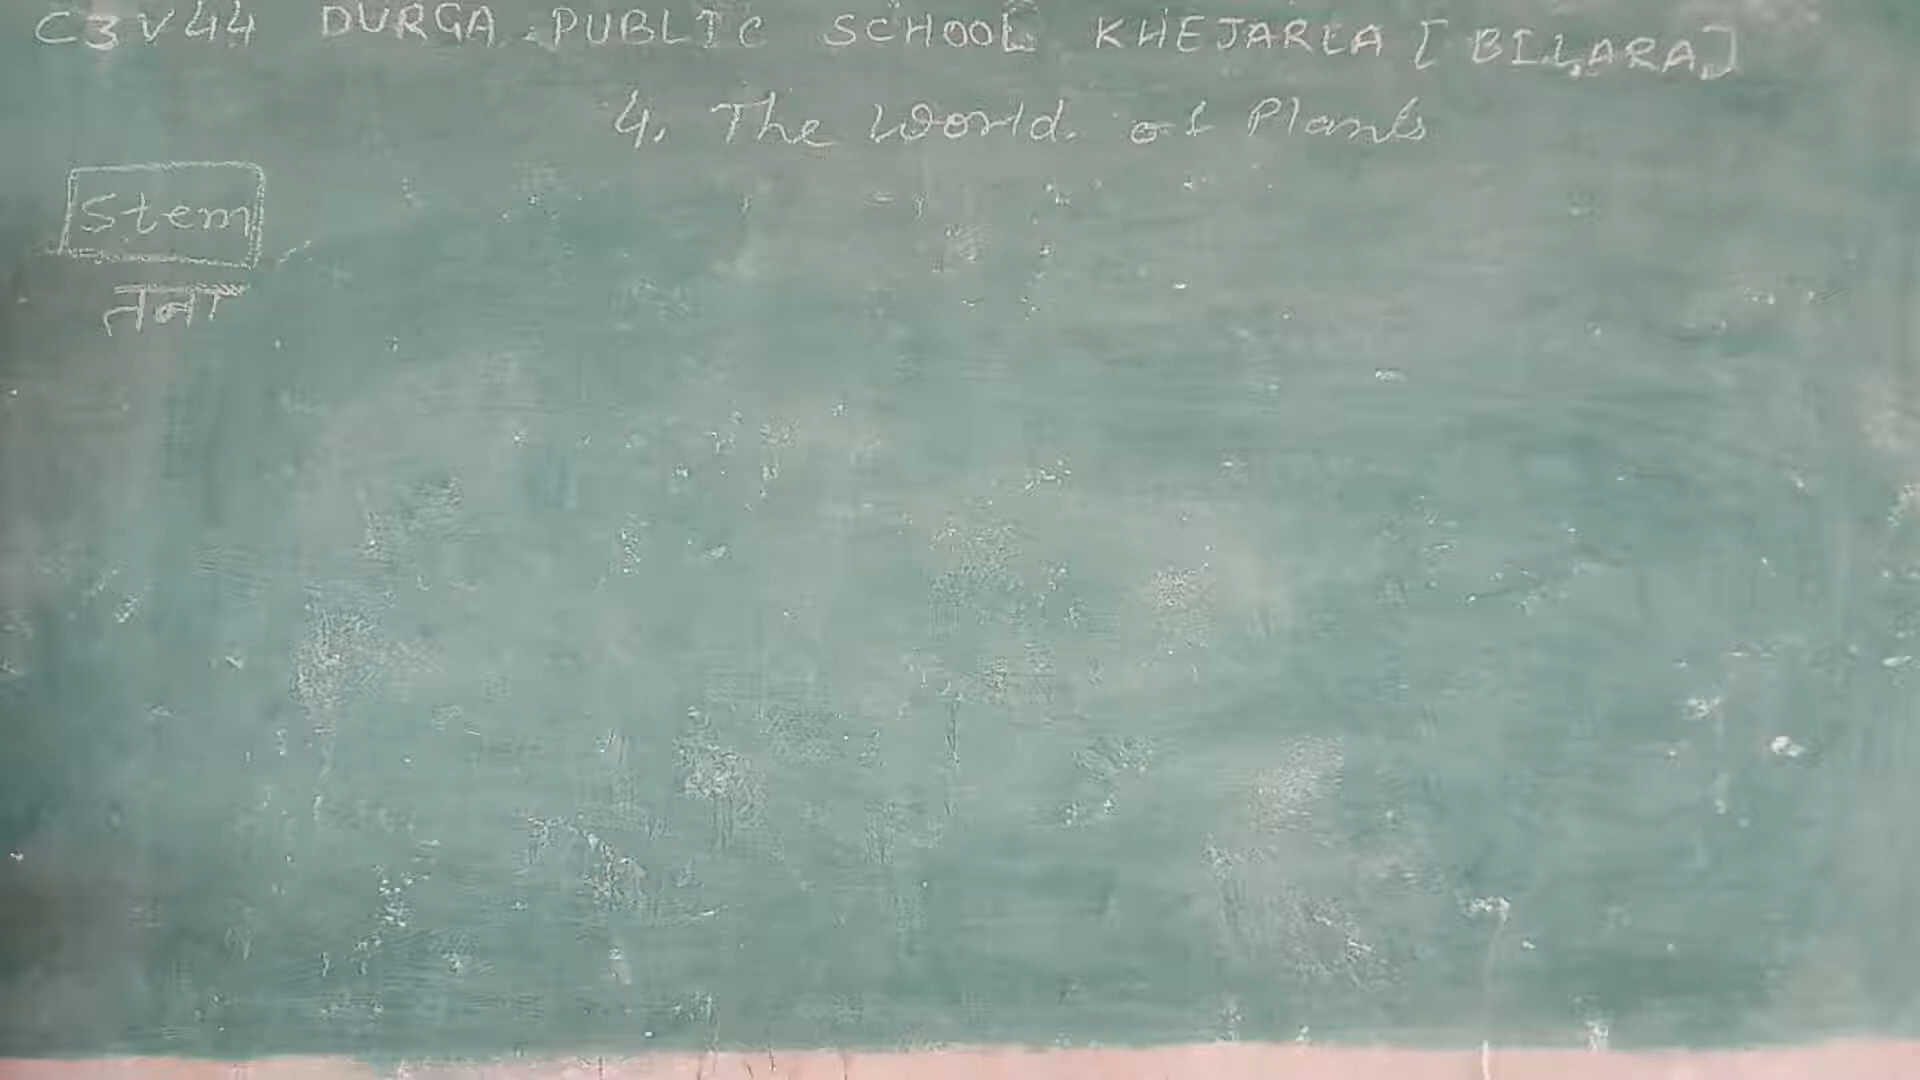 C3V44 DURGA PUBLIC SCHOOL KHEJARLA [BILARA]
4. The World of Plants
Stem
तना